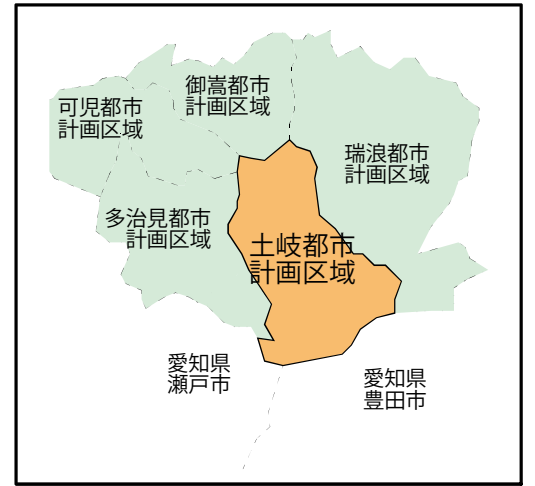 御嵩都市
計画区域
可児都市
計画区域
瑞浪都市
計画区域
多治見都市
計画区域
土岐都市
計画区域
愛知県
瀬戸市
愛知県
豊田市